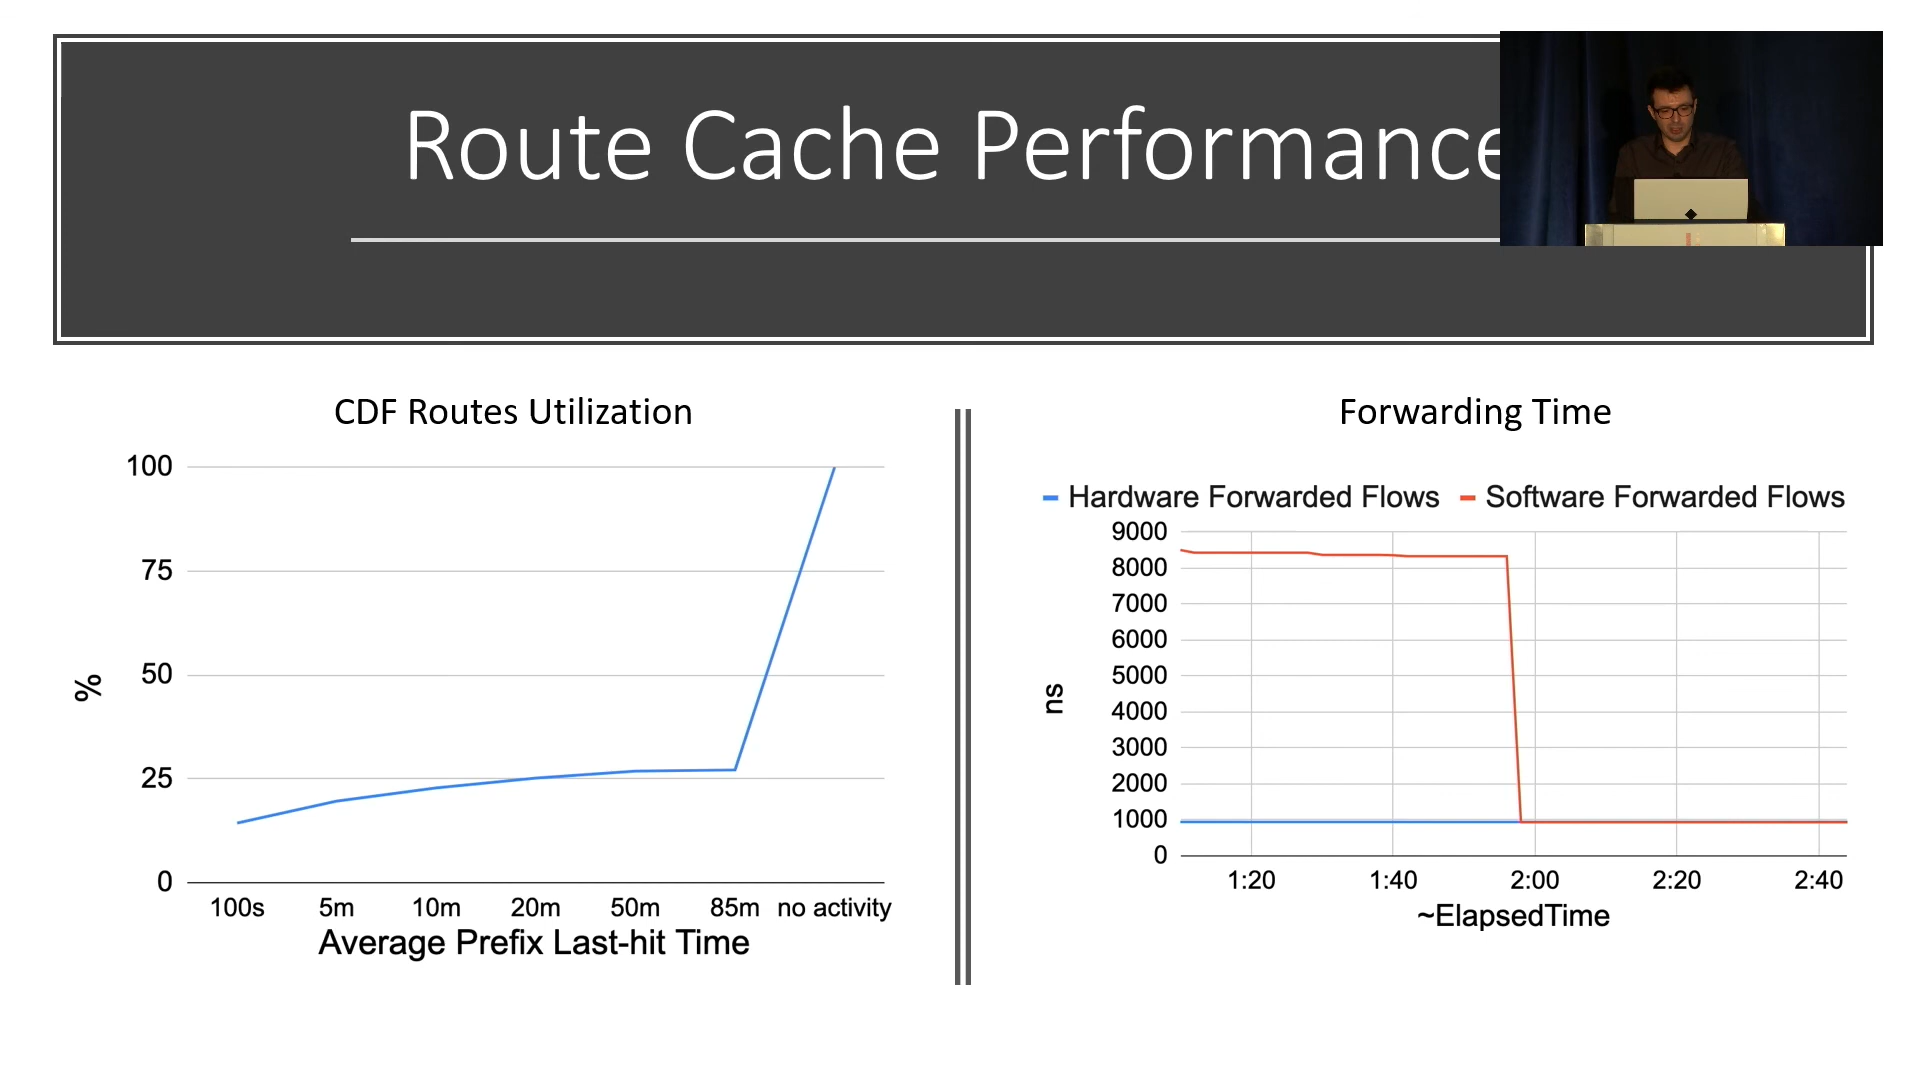 Route Cache Performance
CDF Routes Utilization
100
75
50
25
0
%
100s 5m 10m 20m 50m 85m no activity
Average Prefix Last-hit Time
Forwarding Time
Hardware Forwarded Flows Software Forwarded Flows
9000
8000
7000
6000
5000
4000
3000
2000
1000
0
ns
1:20 1:40 2:00 2:20 2:40
~ElapsedTime